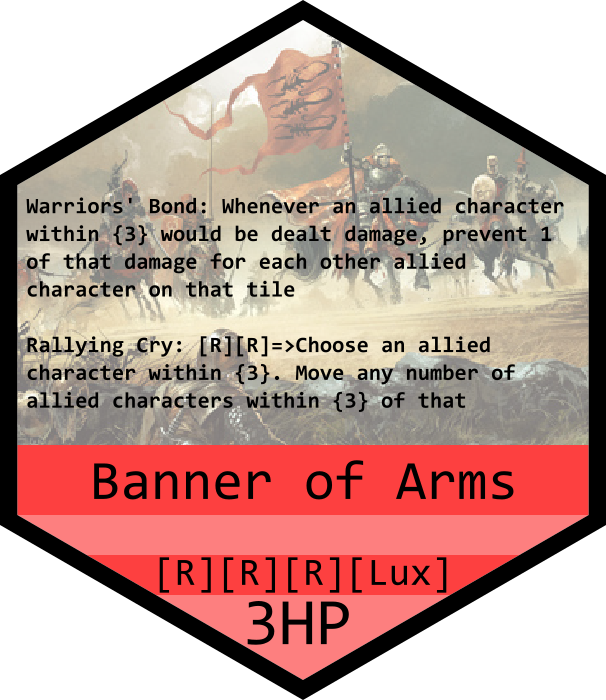 Warriors' Bond: Whenever an allied character
within {3} would be dealt damage, prevent 1
of that damage for each other allied
character on that tile
Rallying Cry: [R][R]=>Choose an allied
character within {3}. Move any number of
allied characters within {3} of that
Banner of Arms
[R][R][R][Lux]
3HP